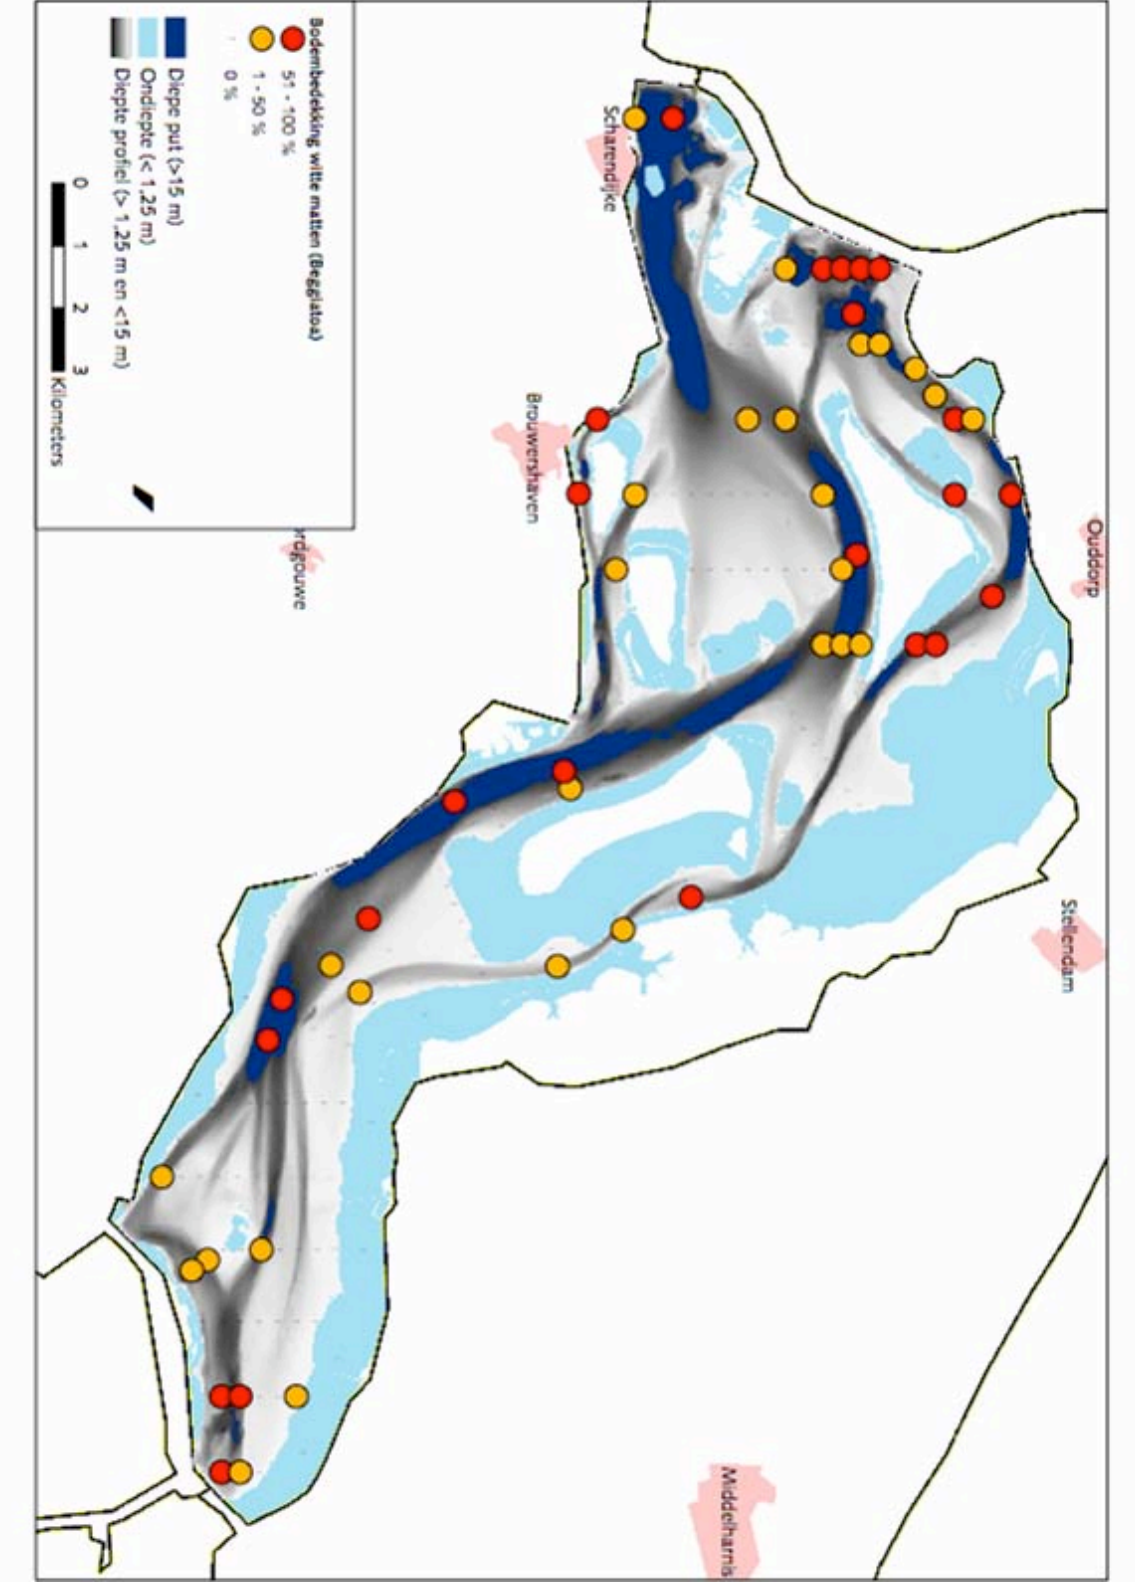 Scharendijke
Brouwershaven
Ouddorp
rdgouwe
Stellendam
Middelharnis
Bodembedekking witte matten (Beggiatoa)
51 - 100 %
1 - 50 %
0 %
Diepe put (>15 m)
Ondiepte (< 1,25 m)
Diepte profiel (> 1,25 m en <15 m)
0 1 2 3
Kilometers